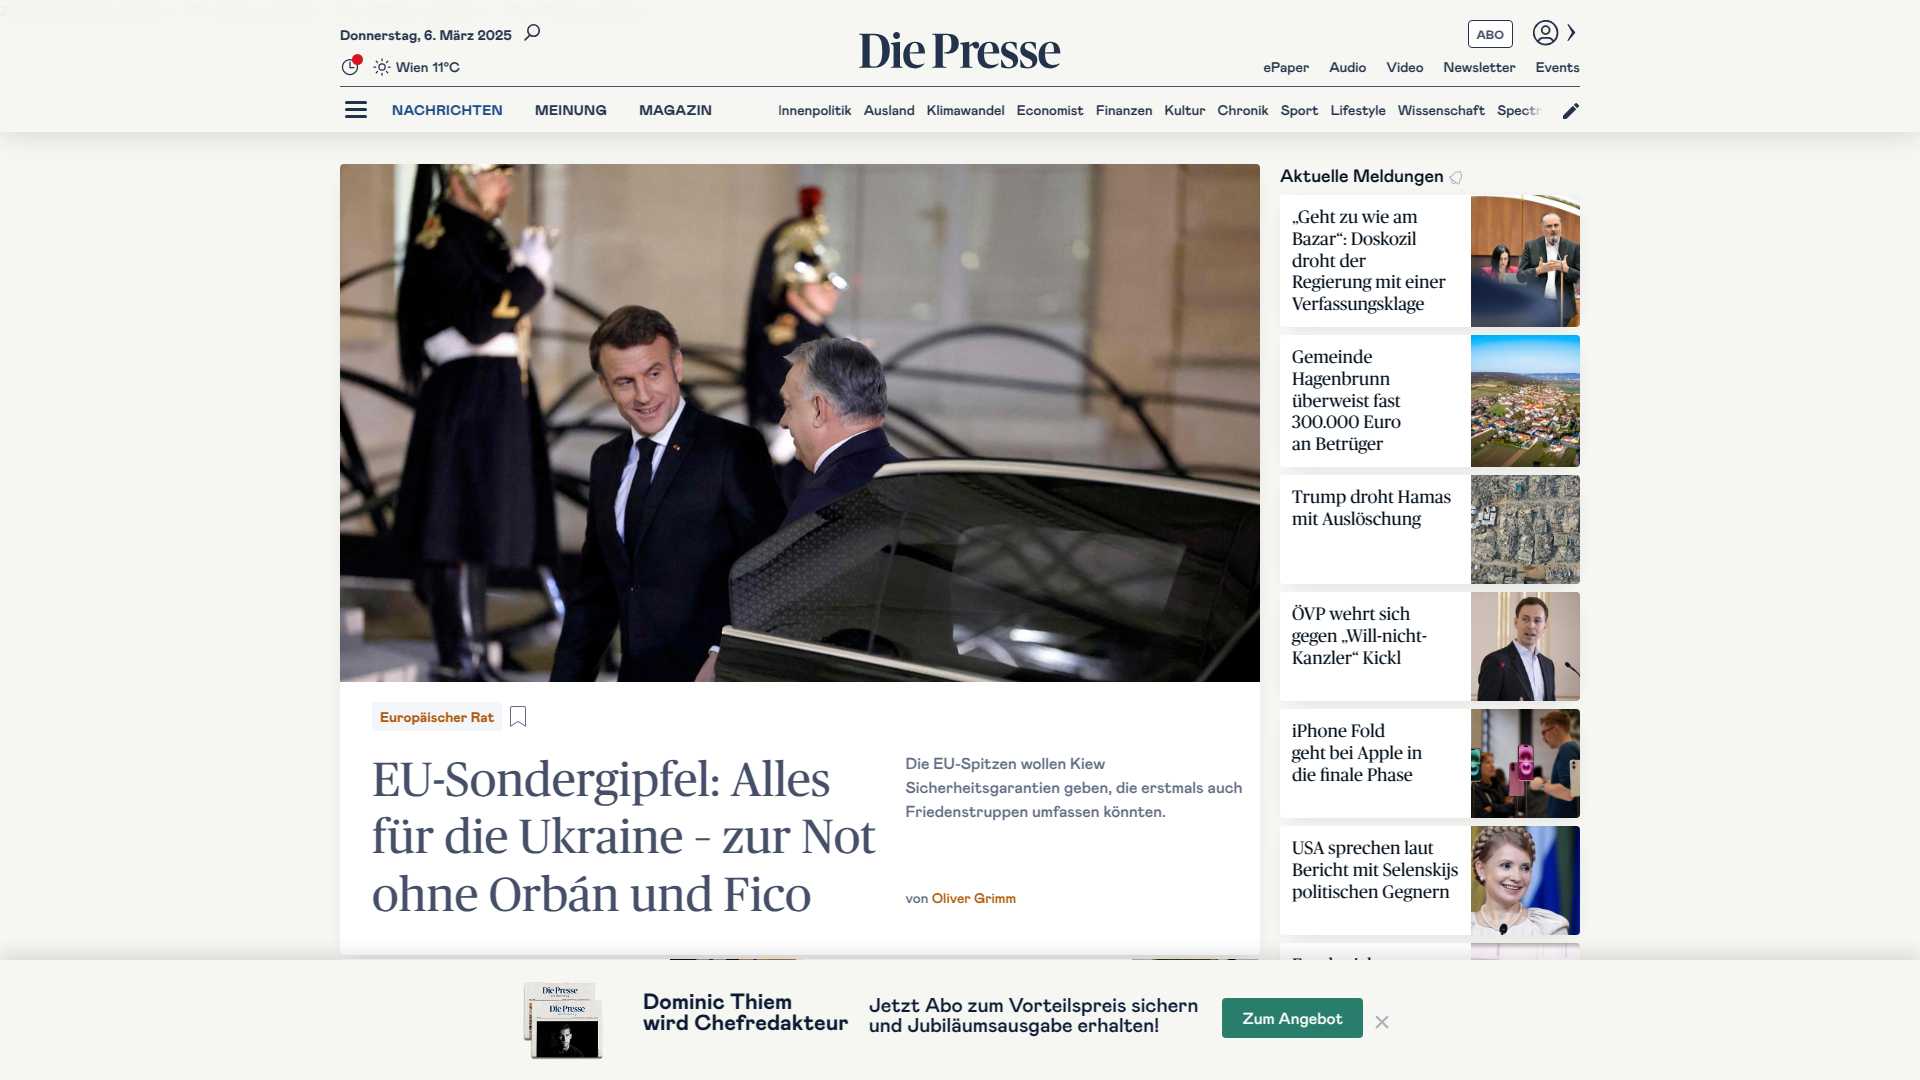 Donnerstag, 6. März 2025
Die Presse
ABO
Wien 11°C
ePaper Audio Video Newsletter Events
NACHRICHTEN MEINUNG MAGAZIN
Innenpolitik Ausland Klimawandel Economist Finanzen Kultur Chronik Sport Lifestyle Wissenschaft Spectr
Europäischer Rat
EU-Sondergipfel: Alles
für die Ukraine – zur Not
ohne Orbán und Fico
Die EU-Spitzen wollen Kiew
Sicherheitsgarantien geben, die erstmals auch
Friedenstruppen umfassen könnten.
von Oliver Grimm
Aktuelle Meldungen
„Geht zu wie am
Bazar“: Doskozil
droht der
Regierung mit einer
Verfassungsklage
Gemeinde
Hagenbrunn
überweist fast
300.000 Euro
an Betrüger
Trump droht Hamas
mit Auslöschung
ÖVP wehrt sich
gegen „Will-nicht-
Kanzler“ Kickl
iPhone Fold
geht bei Apple in
die finale Phase
USA sprechen laut
Bericht mit Selenskijs
politischen Gegnern
Die Presse
Die Presse
Dominic Thiem
wird Chefredakteur
Jetzt Abo zum Vorteilspreis sichern
und Jubiläumsausgabe erhalten!
Zum Angebot